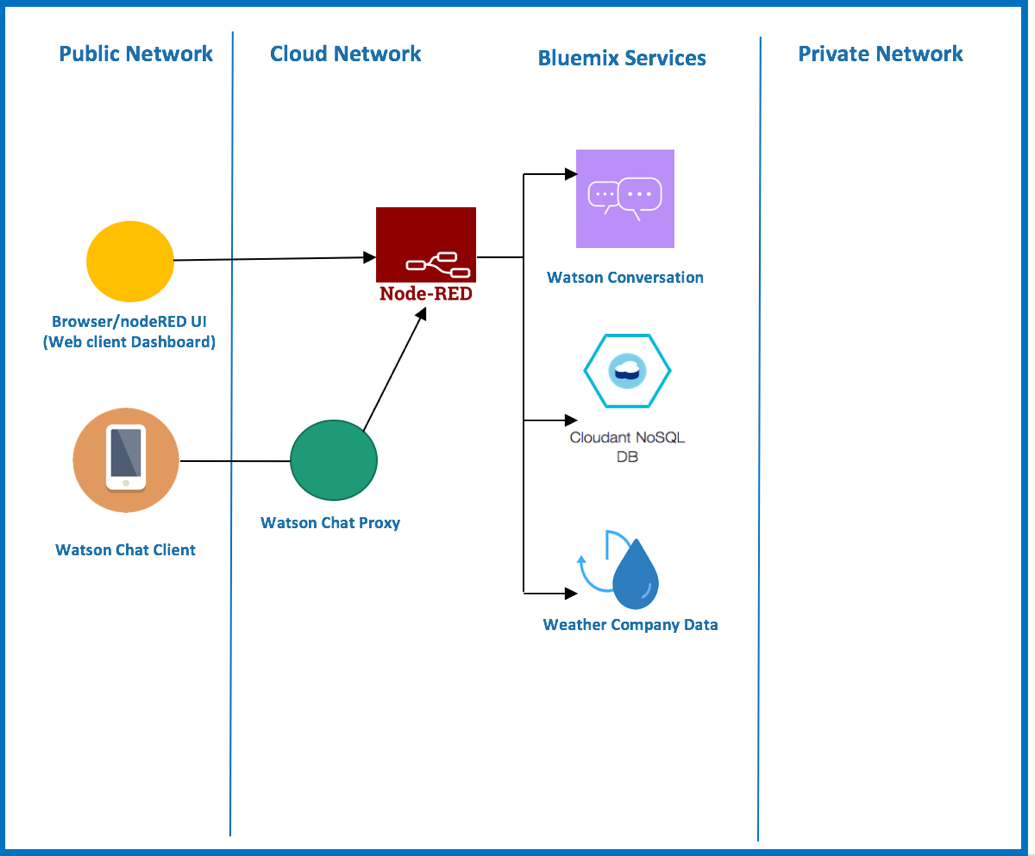 Public Network
Cloud Network
Bluemix Services
Private Network
Watson Conversation
Node-RED
Browser/nodeRED UI
(Web client Dashboard)
Cloudant NoSQL
DB
Watson Chat Proxy
Watson Chat Client
Weather Company Data